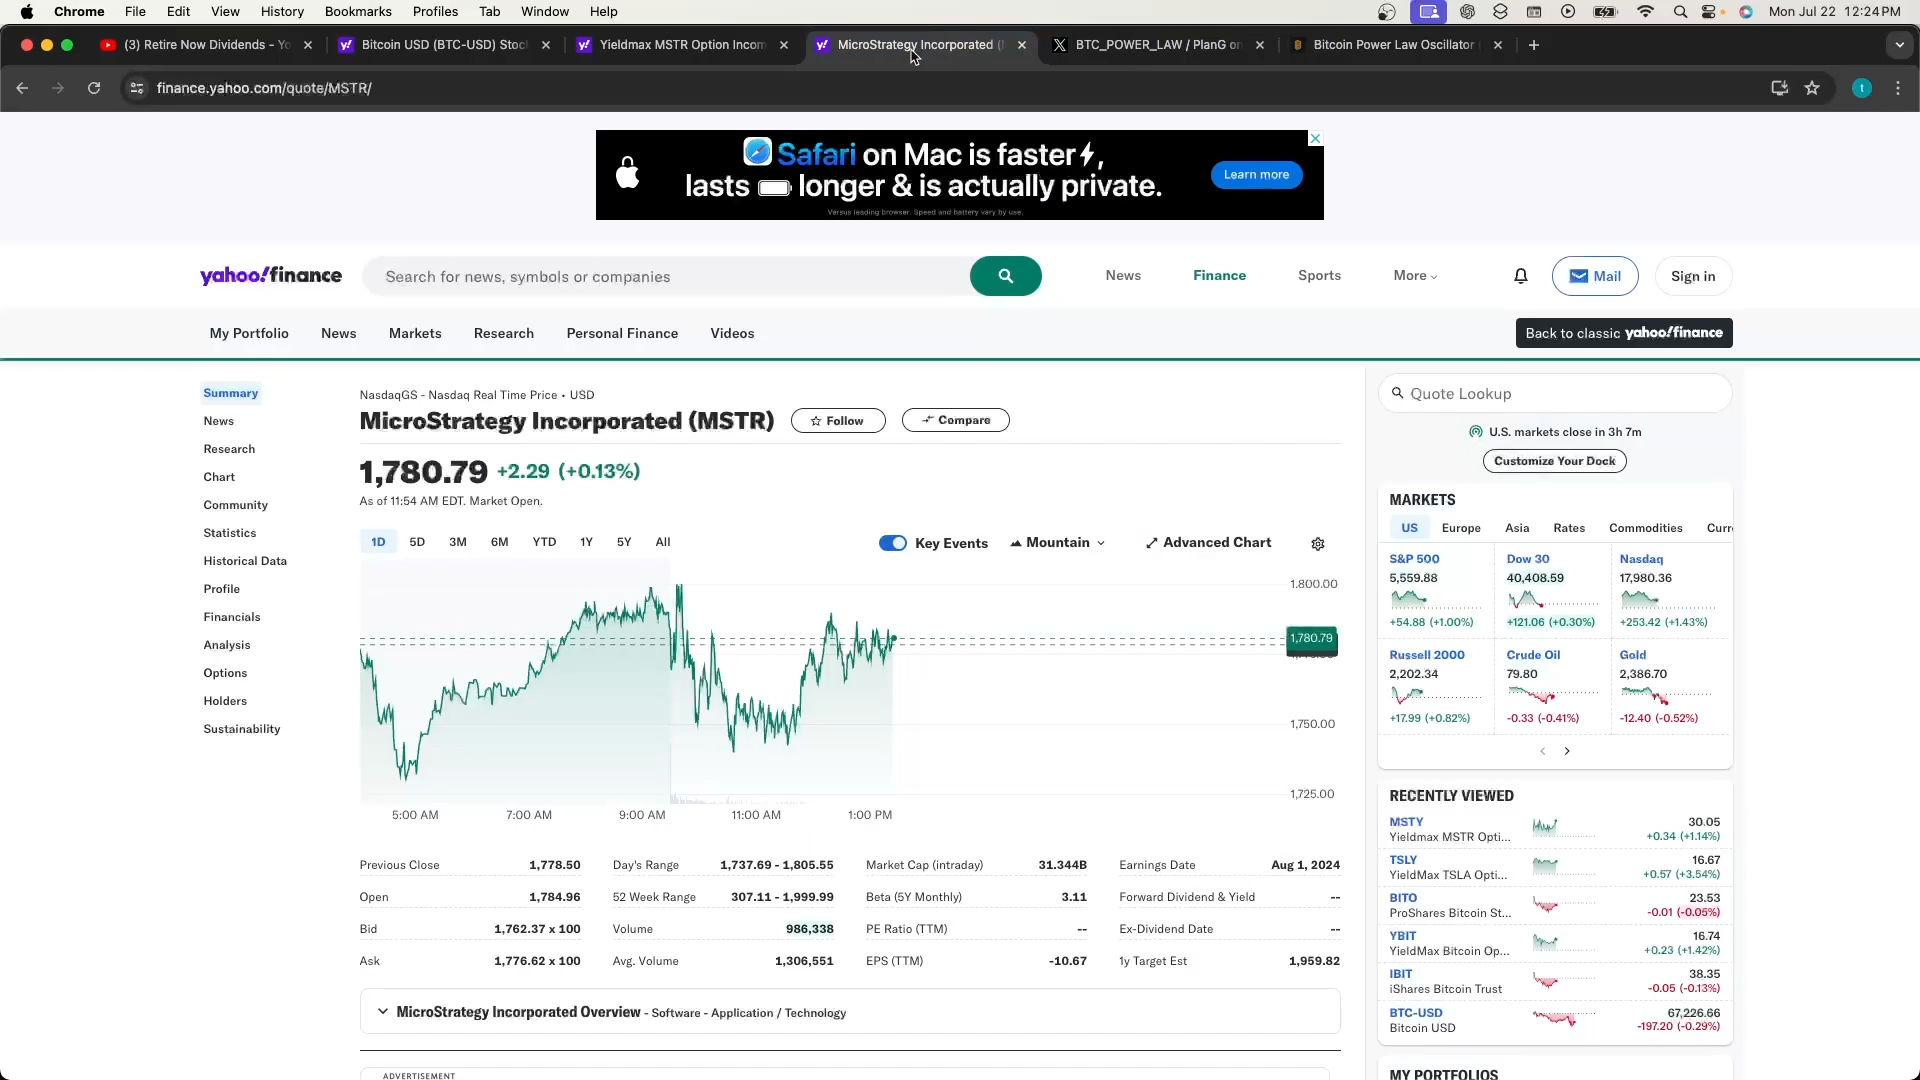 Chrome File Edit View History Bookmarks Profiles Tab Window Help Mon Jul 22 12:24 PM
(3) Retire Now Dividends - Yo Bitcoin USD (BTC-USD) Stoc Yieldmax MSTR Option Incom MicroStrategy Incorporated ( BTC_POWER_LAW / PlanG on Bitcoin Power Law Oscillator
finance.yahoo.com/quote/MSTR/ t
Safari on Mac is faster,
lasts longer & is actually private.
Learn more
Versus leading browser. Speed and battery vary by use.
yahoo!finance Search for news, symbols or companies News Finance Sports More Mail Sign in
My Portfolio News Markets Research Personal Finance Videos Back to classic yahoo!finance
Summary
News
Research
Chart
Community
Statistics
Historical Data
Profile
Financials
Analysis
Options
Holders
Sustainability
NasdaqGS - Nasdaq Real Time Price • USD
MicroStrategy Incorporated (MSTR) Follow Compare
1,780.79 +2.29 (+0.13%)
As of 11:54 AM EDT. Market Open.
1D 5D 3M 6M YTD 1Y 5Y All Key Events Mountain Advanced Chart
1,800.00
1,780.79
1,750.00
1,725.00
5:00 AM 7:00 AM 9:00 AM 11:00 AM 1:00 PM
Previous Close 1,778.50 Day's Range 1,737.69 - 1,805.55 Market Cap (intraday) 31.344B Earnings Date Aug 1, 2024
Open 1,784.96 52 Week Range 307.11 - 1,999.99 Beta (5Y Monthly) 3.11 Forward Dividend & Yield --
Bid 1,762.37 x 100 Volume 986,338 PE Ratio (TTM) -- Ex-Dividend Date --
Ask 1,776.62 x 100 Avg. Volume 1,306,551 EPS (TTM) -10.67 1y Target Est 1,959.82
MicroStrategy Incorporated Overview - Software - Application / Technology
ADVERTISEMENT
Quote Lookup
U.S. markets close in 3h 7m
Customize Your Dock
MARKETS
US Europe Asia Rates Commodities Curr
S&P 500 Dow 30 Nasdaq
5,559.88 40,408.59 17,980.36
+54.88 (+1.00%) +121.06 (+0.30%) +253.42 (+1.43%)
Russell 2000 Crude Oil Gold
2,202.34 79.80 2,386.70
+17.99 (+0.82%) -0.33 (-0.41%) -12.40 (-0.52%)
RECENTLY VIEWED
MSTY 30.05
Yieldmax MSTR Opti... +0.34 (+1.14%)
TSLY 16.67
YieldMax TSLA Opti... +0.57 (+3.54%)
BITO 23.53
ProShares Bitcoin St... -0.01 (-0.05%)
YBIT 16.74
YieldMax Bitcoin Op... +0.23 (+1.42%)
IBIT 38.35
iShares Bitcoin Trust -0.05 (-0.13%)
BTC-USD 67,226.66
Bitcoin USD -197.20 (-0.29%)
MY PORTFOLIOS